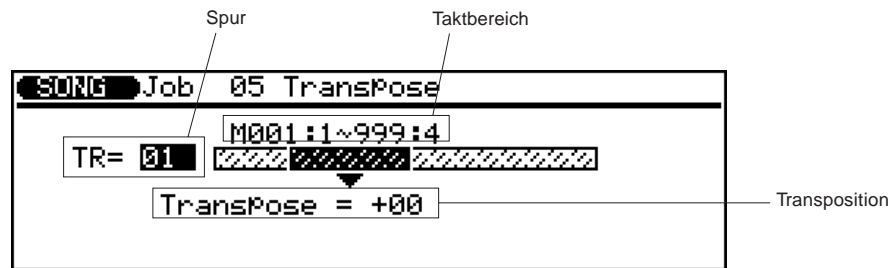 Spur Taktbereich
SONG Job 05 Transpose
M001:1~999:4
TR= 01
Transpose = +00
Transposition